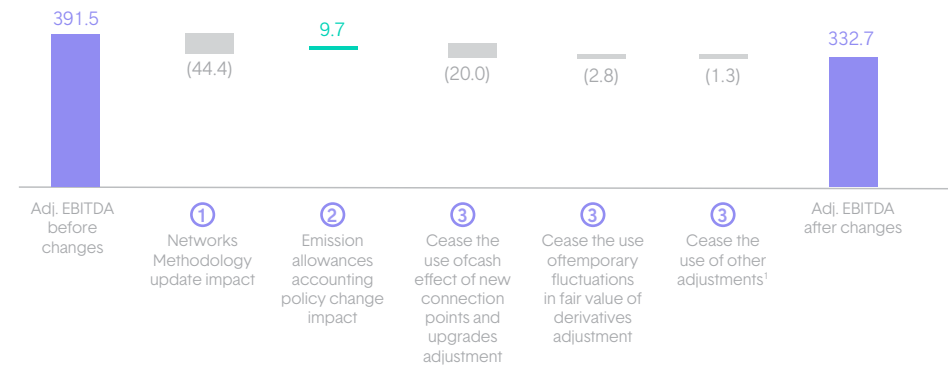 391.5
(44.4)
9.7
(20.0)
(2.8)
(1.3)
332.7
Adj. EBITDA
before
changes
1
Networks
Methodology
update impact
2
Emission
allowances
accounting
policy change
impact
3
Cease the
use ofcash
effect of new
connection
points and
upgrades
adjustment
3
Cease the use
oftemporary
fluctuations
in fair value of
derivatives
adjustment
3
Cease the
use of other
adjustments¹
Adj. EBITDA
after changes